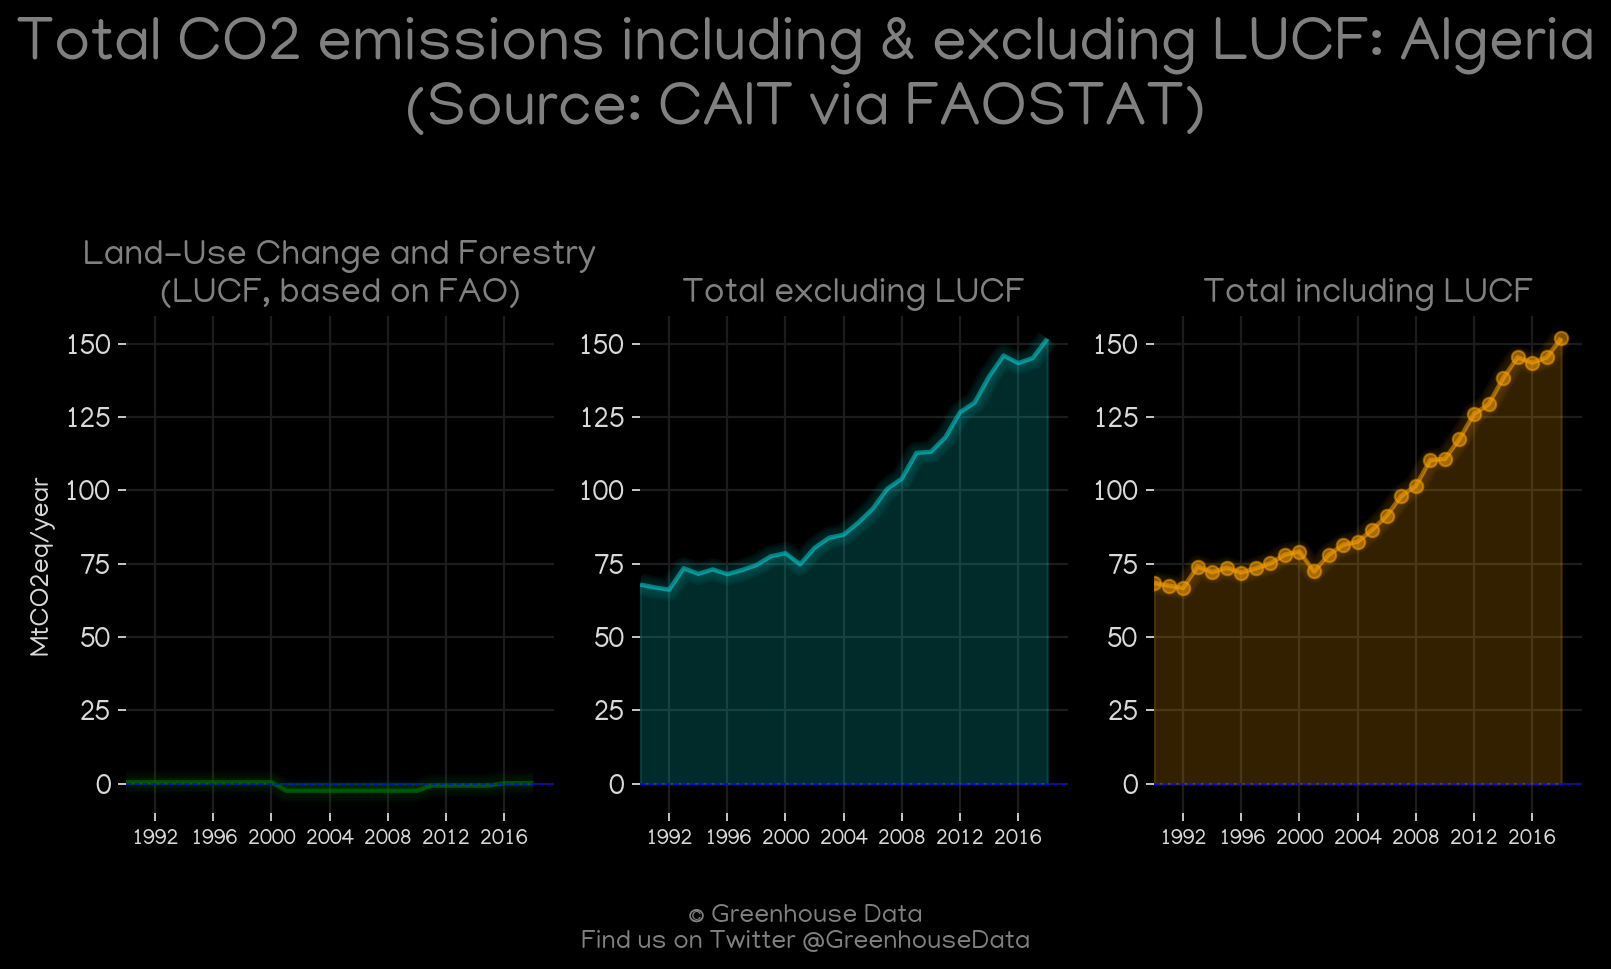 Total CO2 emissions including & excluding LUCF: Algeria
(Source: CAIT via FAOSTAT)
Land-Use Change and Forestry
(LUCF, based on FAO)
MtCO2eq/year
150
125
100
75
50
25
0
1992 1996 2000 2004 2008 2012 2016
Total excluding LUCF
150
125
100
75
50
25
0
1992 1996 2000 2004 2008 2012 2016
Total including LUCF
150
125
100
75
50
25
0
1992 1996 2000 2004 2008 2012 2016
© Greenhouse Data
Find us on Twitter @GreenhouseData